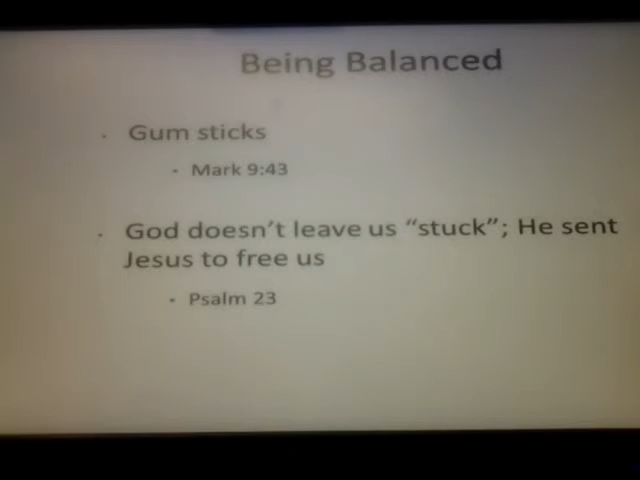 Being Balanced
• Gum sticks
• Mark 9:43
• God doesn't leave us "stuck"; He sent
Jesus to free us
• Psalm 23